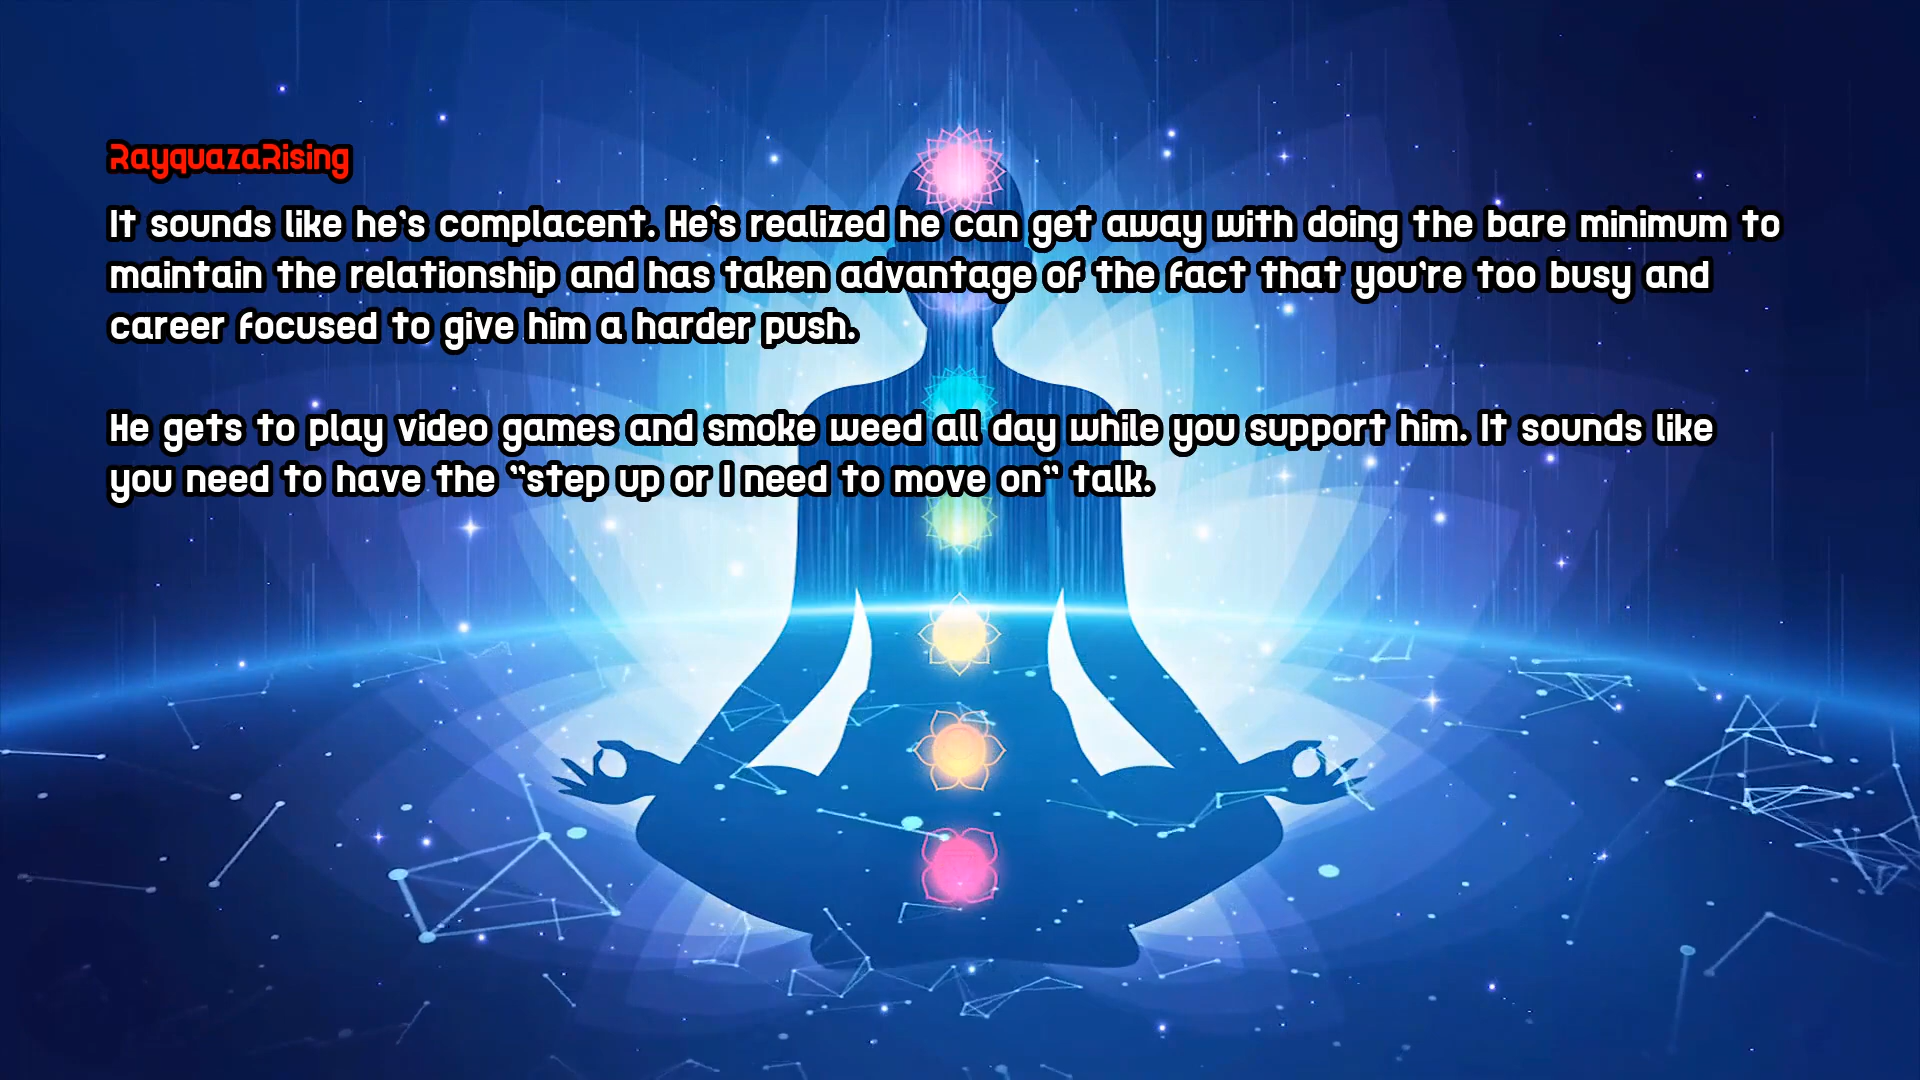 RayquazaRising
It sounds like he's complacent. He's realized he can get away with doing the bare minimum to
maintain the relationship and has taken advantage of the fact that you're too busy and
career focused to give him a harder push.
He gets to play video games and smoke weed all day while you support him. It sounds like
you need to have the "step up or I need to move on" talk.